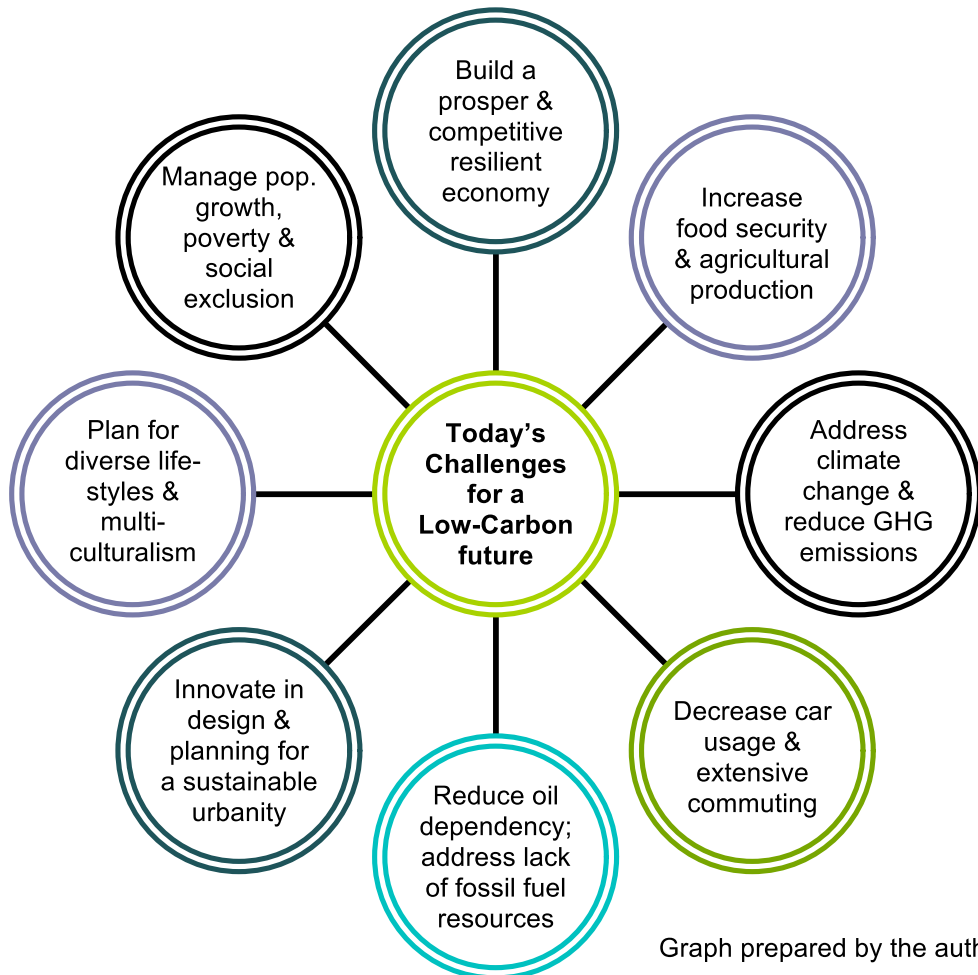 Build a
prosper &
competitive
resilient
economy
Increase
food security
& agricultural
production
Address
climate
change &
reduce GHG
emissions
Decrease car
usage &
extensive
commuting
Reduce oil
dependency;
address lack
of fossil fuel
resources
Innovate in
design &
planning for
a sustainable
urbanity
Plan for
diverse life-
styles &
multi-
culturalism
Manage pop.
growth,
poverty &
social
exclusion
Today’s
Challenges
for a
Low-Carbon
future
Graph prepared by the auth